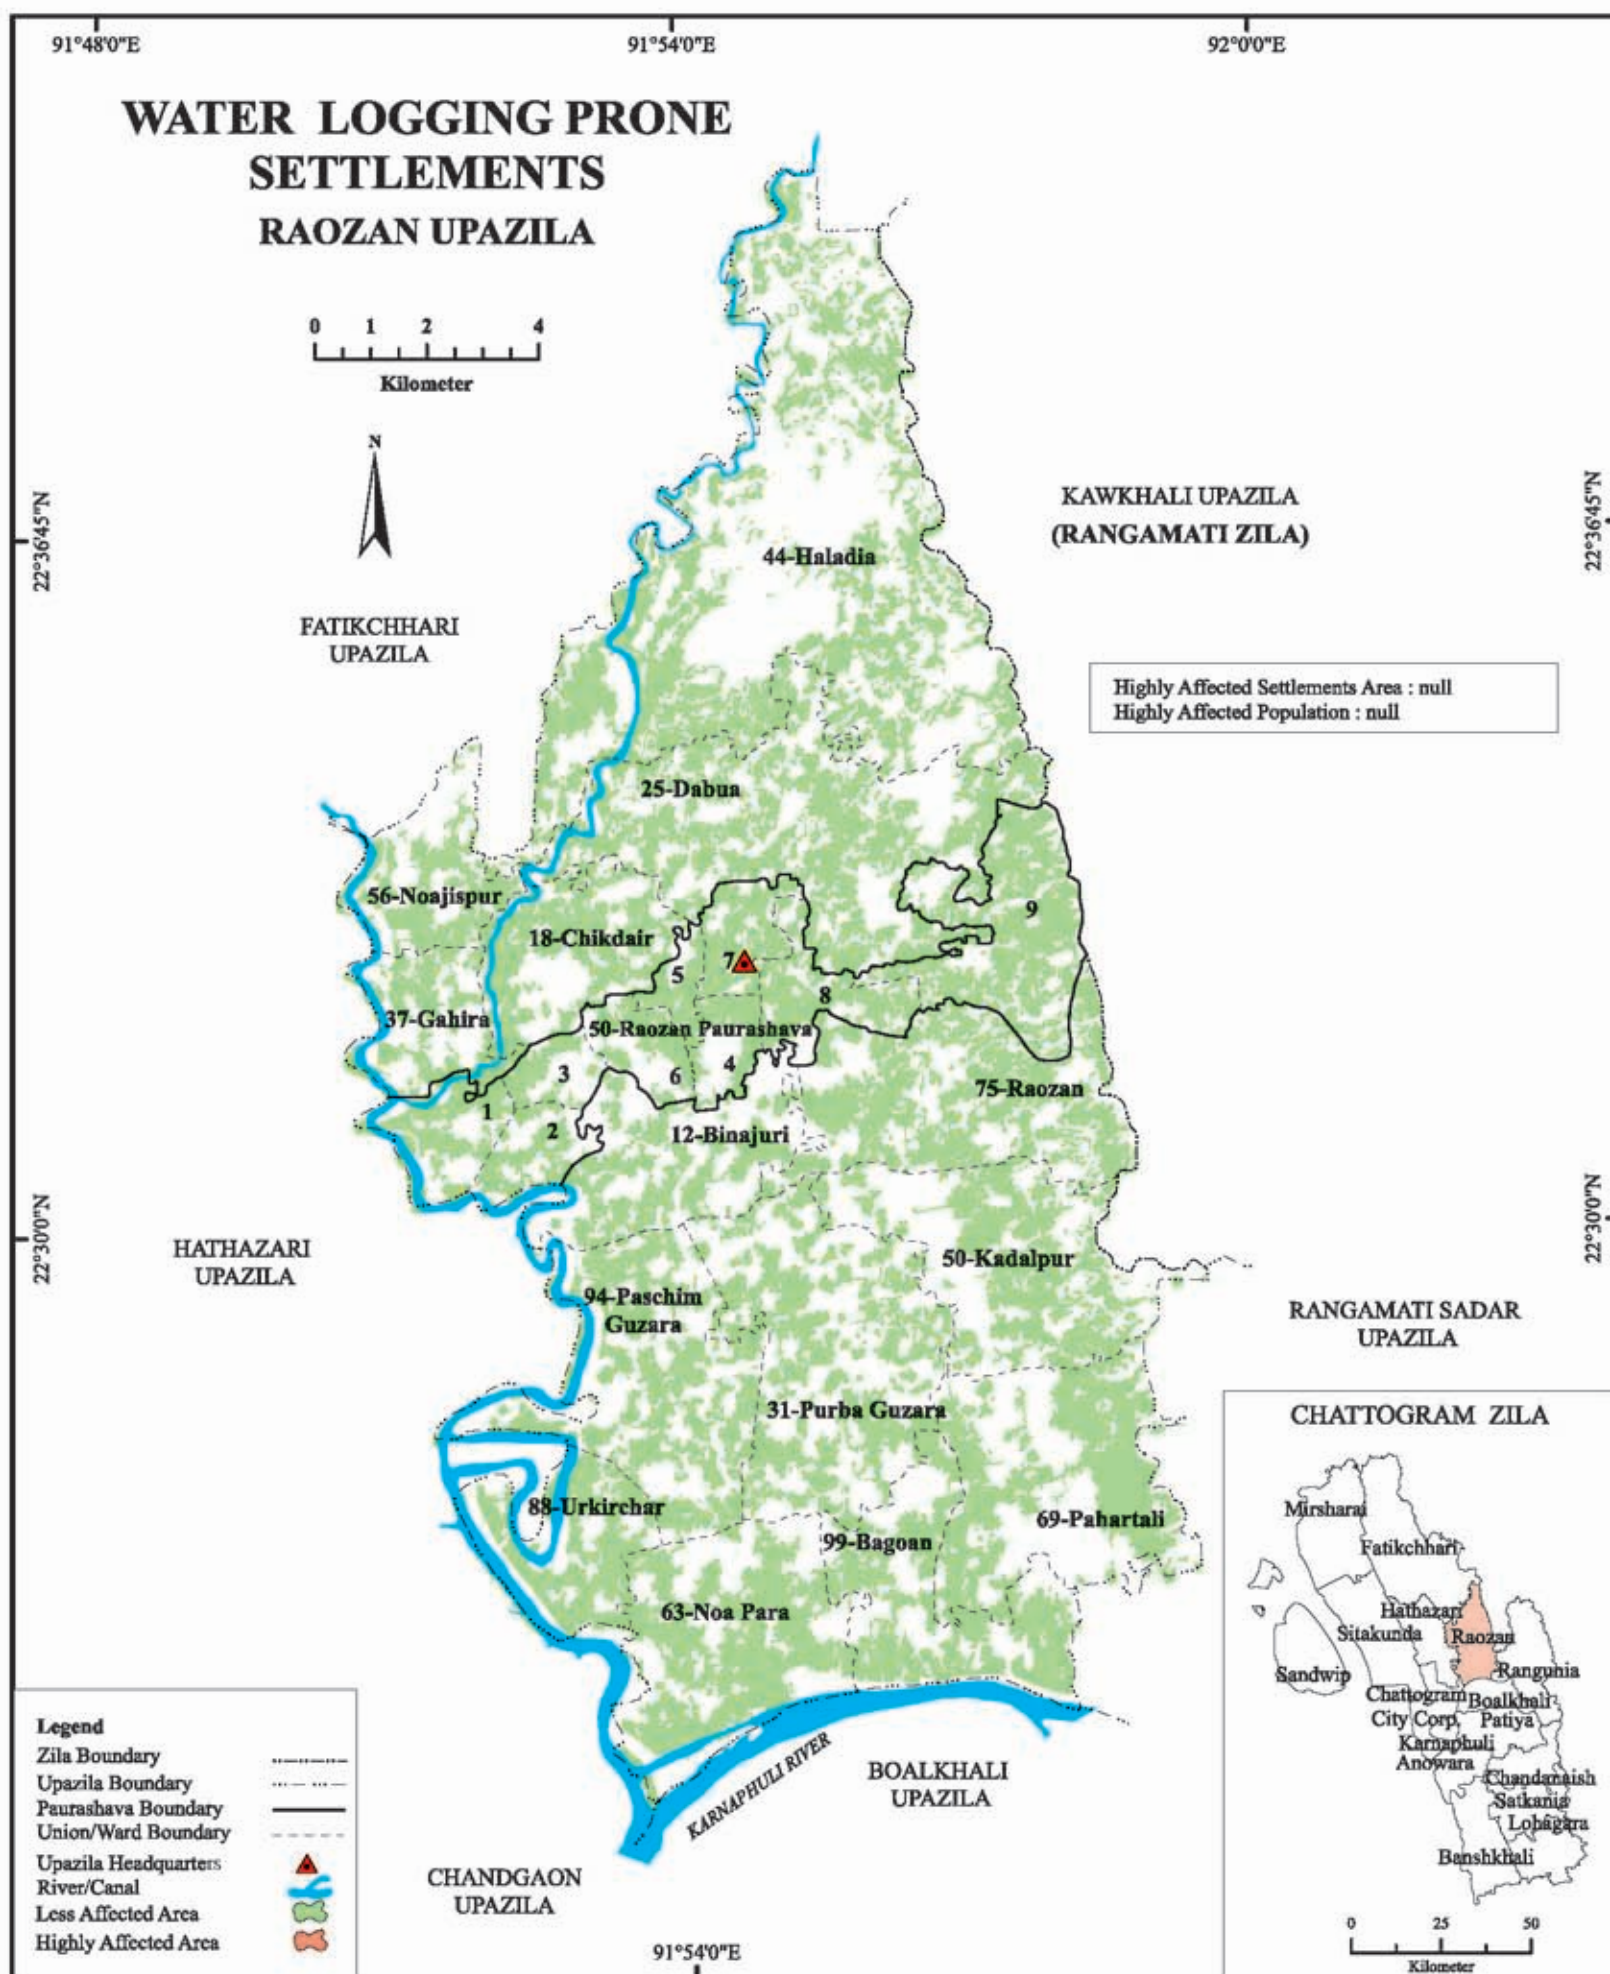 91°48'0"E
91°54'0"E
92°0'0"E
WATER LOGGING PRONE
SETTLEMENTS
RAOZAN UPAZILA
0 1 2 4
Kilometer
N
22°36'45"N
22°36'45"N
KAWKHALI UPAZILA
(RANGAMATI ZILA)
44-Haladia
FATIKCHHARI
UPAZILA
Highly Affected Settlements Area : null
Highly Affected Population : null
25-Dabua
56-Noajispur
9
18-Chikdair
5
7
8
37-Gahira
50-Raozan Paurashava
3
6
4
75-Raozan
1
2
12-Binajuri
22°30'0"N
22°30'0"N
HATHAZARI
UPAZILA
50-Kadalpur
94-Paschim
Guzara
RANGAMATI SADAR
UPAZILA
31-Purba Guzara
88-Urkirchar
69-Pahartali
99-Bagoan
63-Noa Para
KARNAPHULI RIVER
BOALKHALI
UPAZILA
CHANDGAON
UPAZILA
91°54'0"E
Legend
Zila Boundary
Upazila Boundary
Paurashava Boundary
Union/Ward Boundary
Upazila Headquarters
River/Canal
Less Affected Area
Highly Affected Area
CHATTOGRAM ZILA
Mirsharai
Fatikchhari
Hathazari
Sitakunda
Raozan
Sandwip
Rangunia
Chattogram
City Corp.
Boalkhali
Patiya
Karnaphuli
Anowara
Chandanaish
Satkania
Lohagara
Banshkhali
0 25 50
Kilometer